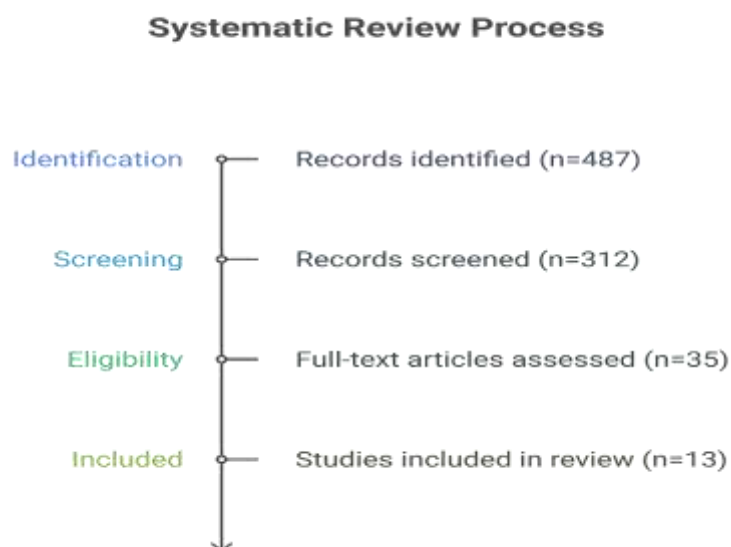 Systematic Review Process
Identification Records identified (n=487)
Screening Records screened (n=312)
Eligibility Full-text articles assessed (n=35)
Included Studies included in review (n=13)